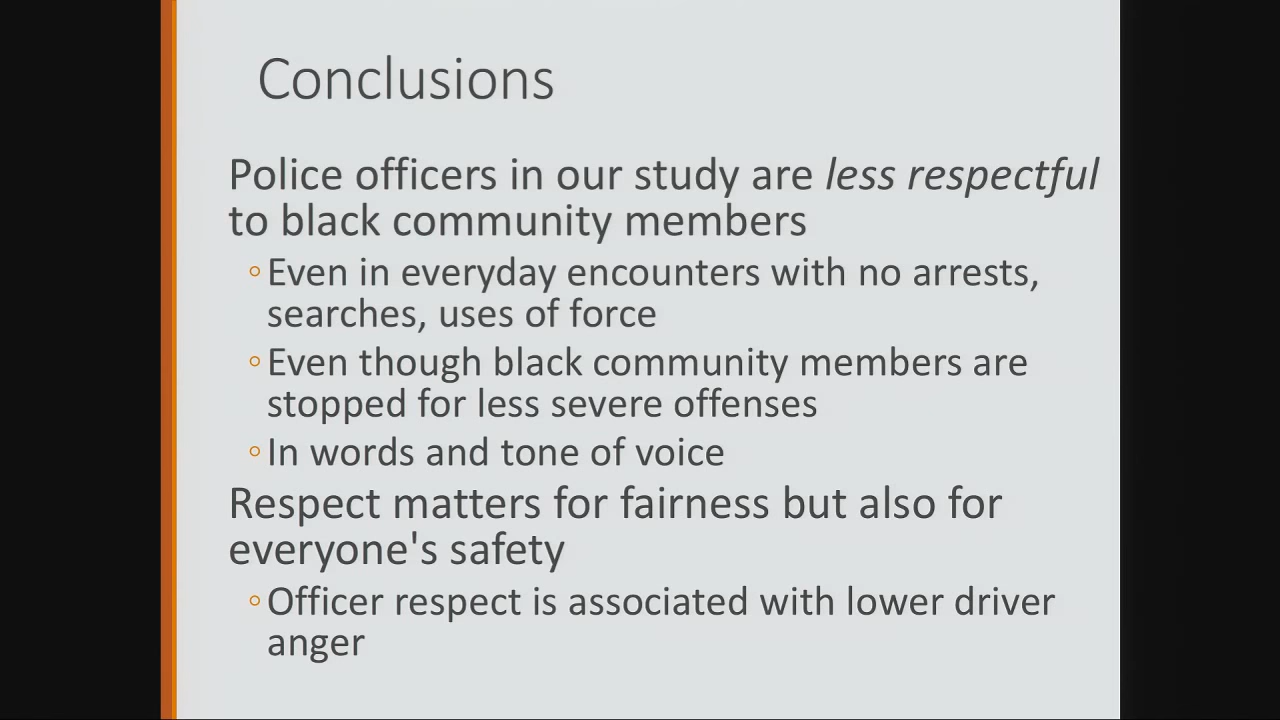 Conclusions
Police officers in our study are less respectful
to black community members
◦Even in everyday encounters with no arrests,
searches, uses of force
◦Even though black community members are
stopped for less severe offenses
◦In words and tone of voice
Respect matters for fairness but also for
everyone's safety
◦Officer respect is associated with lower driver
anger